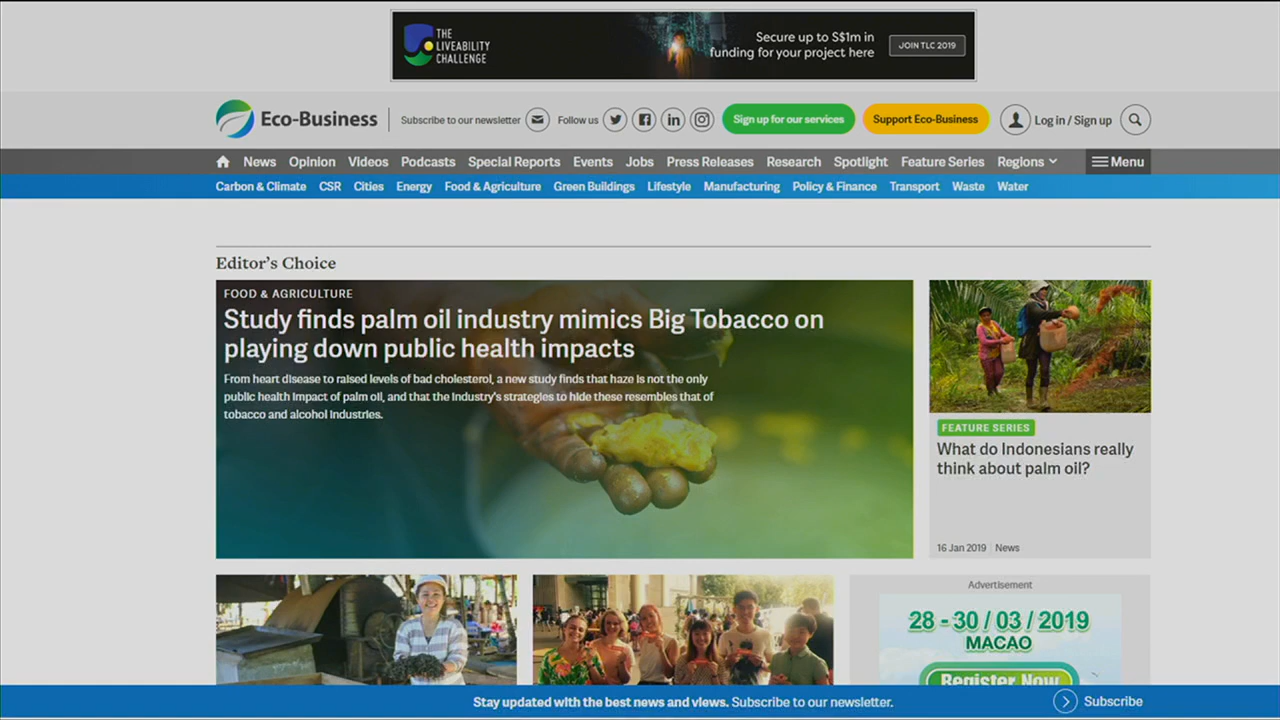 THE
LIVEABILITY
CHALLENGE
Secure up to S$1m in
funding for your project here
JOIN TLC 2019
Eco-Business
Subscribe to our newsletter
Follow us
Sign up for our services
Support Eco-Business
Log in / Sign up
News Opinion Videos Podcasts Special Reports Events Jobs Press Releases Research Spotlight Feature Series Regions Menu
Carbon & Climate CSR Cities Energy Food & Agriculture Green Buildings Lifestyle Manufacturing Policy & Finance Transport Waste Water
Editor's Choice
FOOD & AGRICULTURE
Study finds palm oil industry mimics Big Tobacco on
playing down public health impacts
From heart disease to raised levels of bad cholesterol, a new study finds that haze is not the only
public health impact of palm oil, and that the industry's strategies to hide these resembles that of
tobacco and alcohol industries.
FEATURE SERIES
What do Indonesians really
think about palm oil?
16 Jan 2019 | News
Advertisement
28 - 30 / 03 / 2019
MACAO
Register Now
Stay updated with the best news and views. Subscribe to our newsletter.
Subscribe